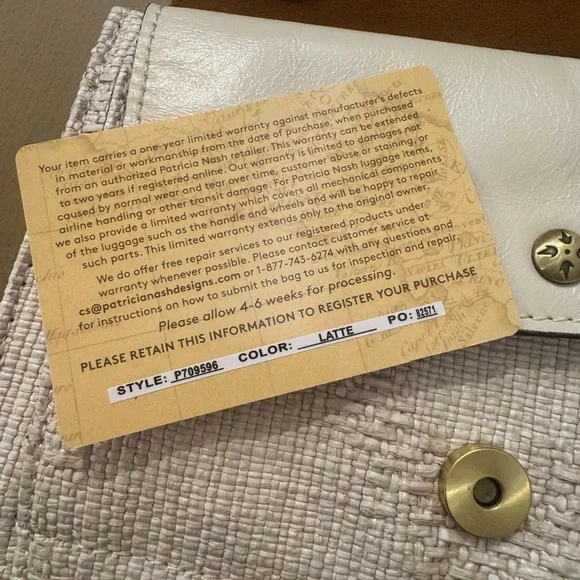 Your item carries a one-year limited warranty against manufacturer's defects
in material or workmanship from the date of purchase, when purchased
from an authorized Patricia Nash retailer. This warranty can be extended
to two years if registered online. Our warranty is limited to damages not
caused by normal wear and tear over time, customer abuse or staining, or
airline handling or other transit damage. For Patricia Nash luggage items,
we also provide a limited warranty which covers all mechanical components
of the luggage such as the handle and wheels and will be happy to repair
such parts. This limited warranty extends only to the original owner.
We do offer free repair services to our registered products under
warranty whenever possible. Please contact customer service at
cs@patricianashdesigns.com or 1-877-743-6274 with any questions and
for instructions on how to submit the bag to us for inspection and repair.
Please allow 4-6 weeks for processing.
PLEASE RETAIN THIS INFORMATION TO REGISTER YOUR PURCHASE
STYLE: P709596 COLOR: LATTE PO: 82571